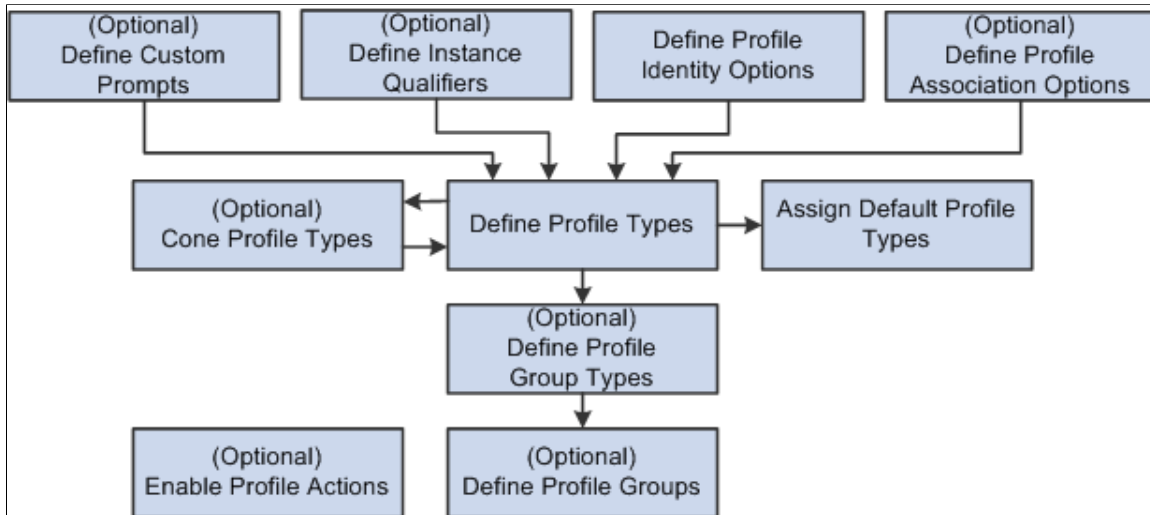 (Optional)
Define Custom
Prompts
(Optional)
Define Instance
Qualifiers
Define Profile
Identity Options
(Optional)
Define Profile
Association Options
(Optional)
Cone Profile Types
Define Profile Types
Assign Default Profile
Types
(Optional)
Define Profile
Group Types
(Optional)
Enable Profile Actions
(Optional)
Define Profile Groups